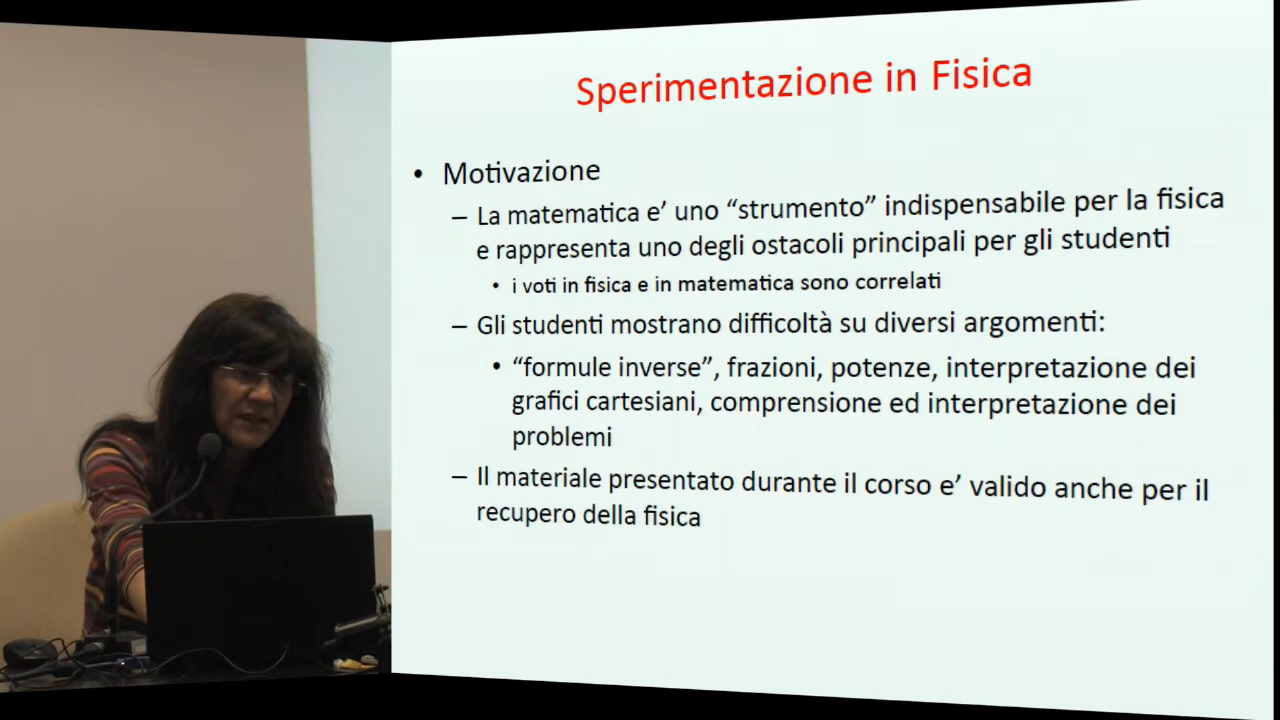 Sperimentazione in Fisica
• Motivazione
– La matematica e’ uno “strumento” indispensabile per la fisica
e rappresenta uno degli ostacoli principali per gli studenti
• i voti in fisica e in matematica sono correlati
– Gli studenti mostrano difficoltà su diversi argomenti:
• “formule inverse”, frazioni, potenze, interpretazione dei
grafici cartesiani, comprensione ed interpretazione dei
problemi
– Il materiale presentato durante il corso e’ valido anche per il
recupero della fisica